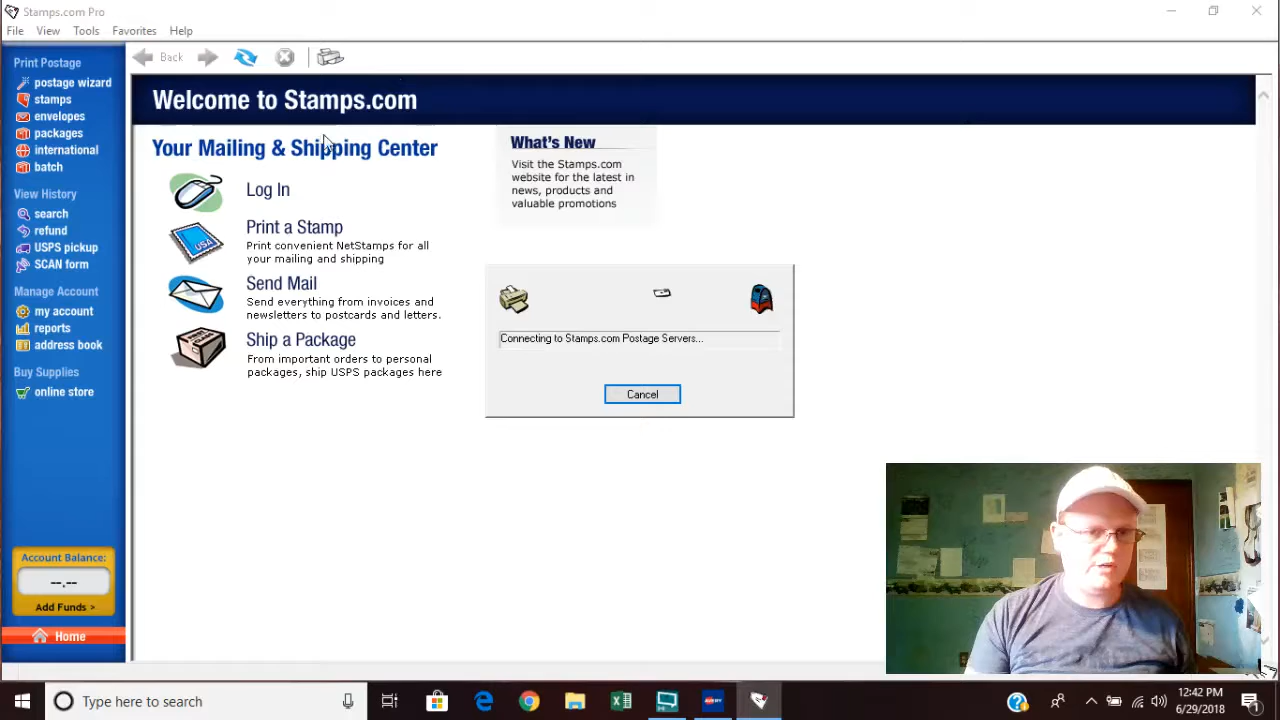 Stamps.com Pro
File View Tools Favorites Help
Back
Print Postage
postage wizard
stamps
envelopes
packages
international
batch
View History
search
refund
USPS pickup
SCAN form
Manage Account
my account
reports
address book
Buy Supplies
online store
Account Balance:
--.--
Add Funds >
Home
Welcome to Stamps.com
Your Mailing & Shipping Center
Log In
Print a Stamp
Print convenient NetStamps for all
your mailing and shipping
Send Mail
Send everything from invoices and
newsletters to postcards and letters.
Ship a Package
From important orders to personal
packages, ship USPS packages here
USA
What's New
Visit the Stamps.com
website for the latest in
news, products and
valuable promotions
Connecting to Stamps.com Postage Servers...
Cancel
Type here to search
12:42 PM
6/29/2018
1